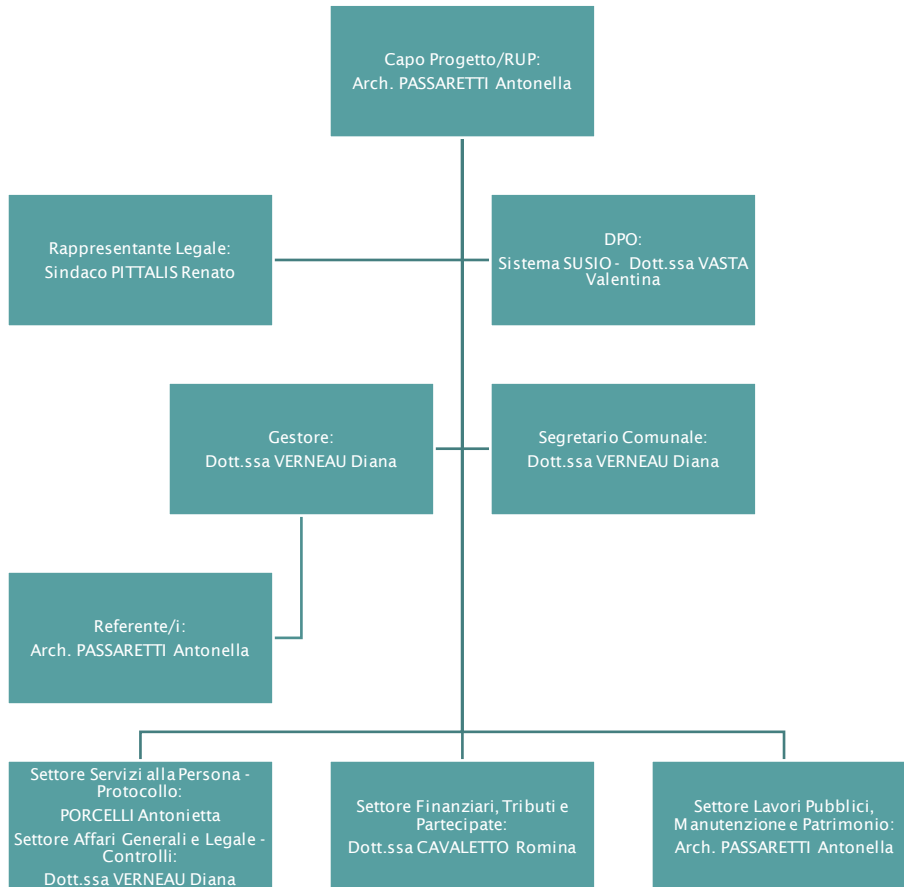 Capo Progetto/RUP:
Arch. PASSARETTI Antonella
Rappresentante Legale:
Sindaco PITTALIS Renato
DPO:
Sistema SUSIO - Dott.ssa VASTA
Valentina
Gestore:
Dott.ssa VERNEAU Diana
Segretario Comunale:
Dott.ssa VERNEAU Diana
Referente/i:
Arch. PASSARETTI Antonella
Settore Servizi alla Persona -
Protocollo:
PORCELLI Antonietta
Settore Affari Generali e Legale -
Controlli:
Dott.ssa VERNEAU Diana
Settore Finanziari, Tributi e
Partecipate:
Dott.ssa CAVALETTO Romina
Settore Lavori Pubblici,
Manutenzione e Patrimonio:
Arch. PASSARETTI Antonella